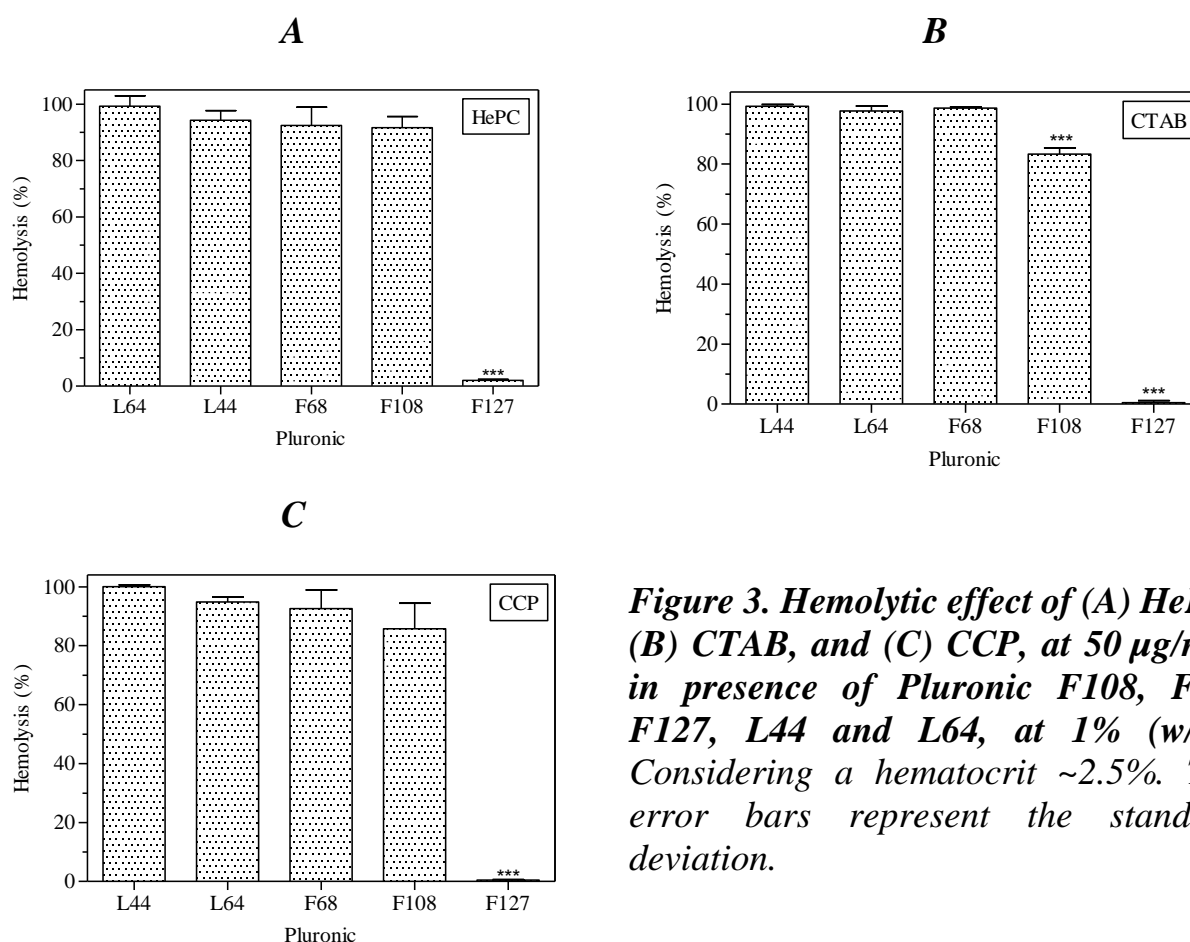 A
100
80
60
40
20
0
Hemolysis (%)
HePC
***
L64 L44 F68 F108 F127
Pluronic
B
100
80
60
40
20
0
Hemolysis (%)
CTAB
***
***
L44 L64 F68 F108 F127
Pluronic
C
100
80
60
40
20
0
Hemolysis (%)
CCP
***
L44 L64 F68 F108 F127
Pluronic
Figure 3. Hemolytic effect of (A)
(B) CTAB, and (C) CCP, at 50
in presence of Pluronic F108,
F127, L44 and L64, at 1%
Considering a hematocrit ~2.5%.
error bars represent the
deviation.